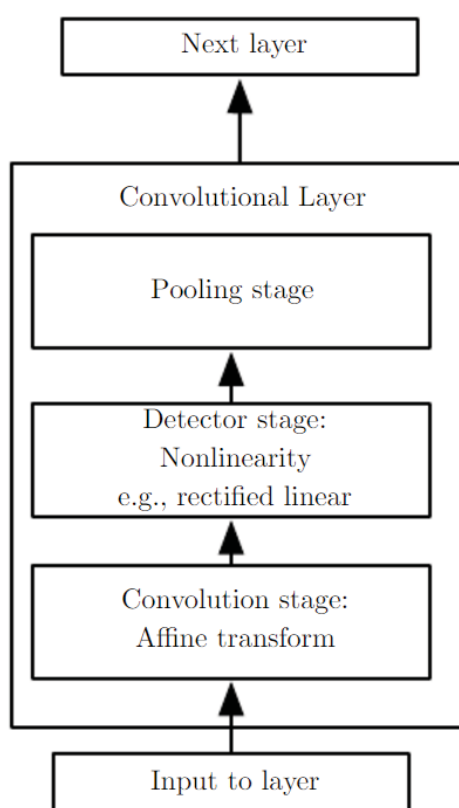 Next layer
Convolutional Layer
Pooling stage
Detector stage:
Nonlinearity
e.g., rectified linear
Convolution stage:
Affine transform
Input to layer